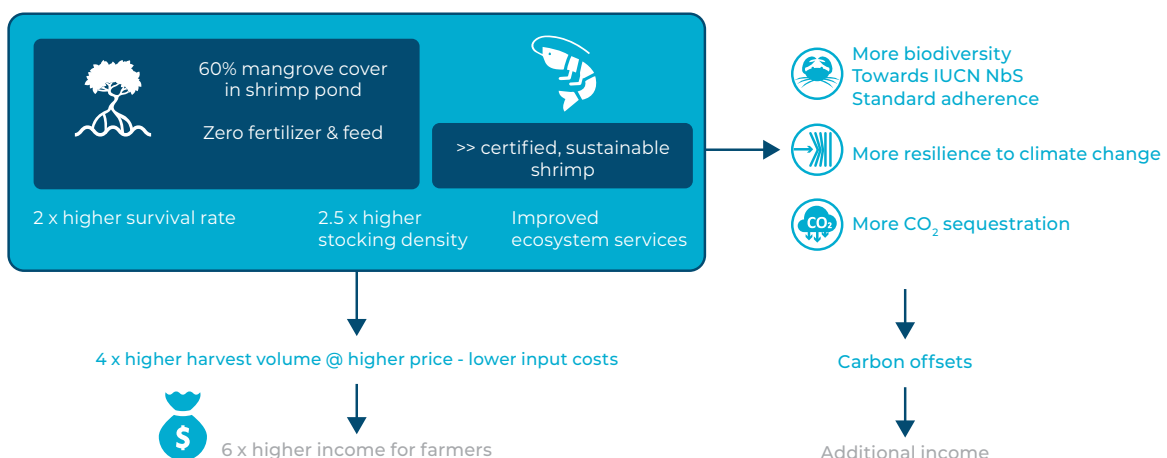 60% mangrove cover
in shrimp pond
Zero fertilizer & feed
>> certified, sustainable
shrimp
2 x higher survival rate
2.5 x higher
stocking density
Improved
ecosystem services
More biodiversity
Towards IUCN NbS
Standard adherence
More resilience to climate change
CO₂
More CO₂ sequestration
4 x higher harvest volume @ higher price - lower input costs
$
6 x higher income for farmers
Carbon offsets
Additional income